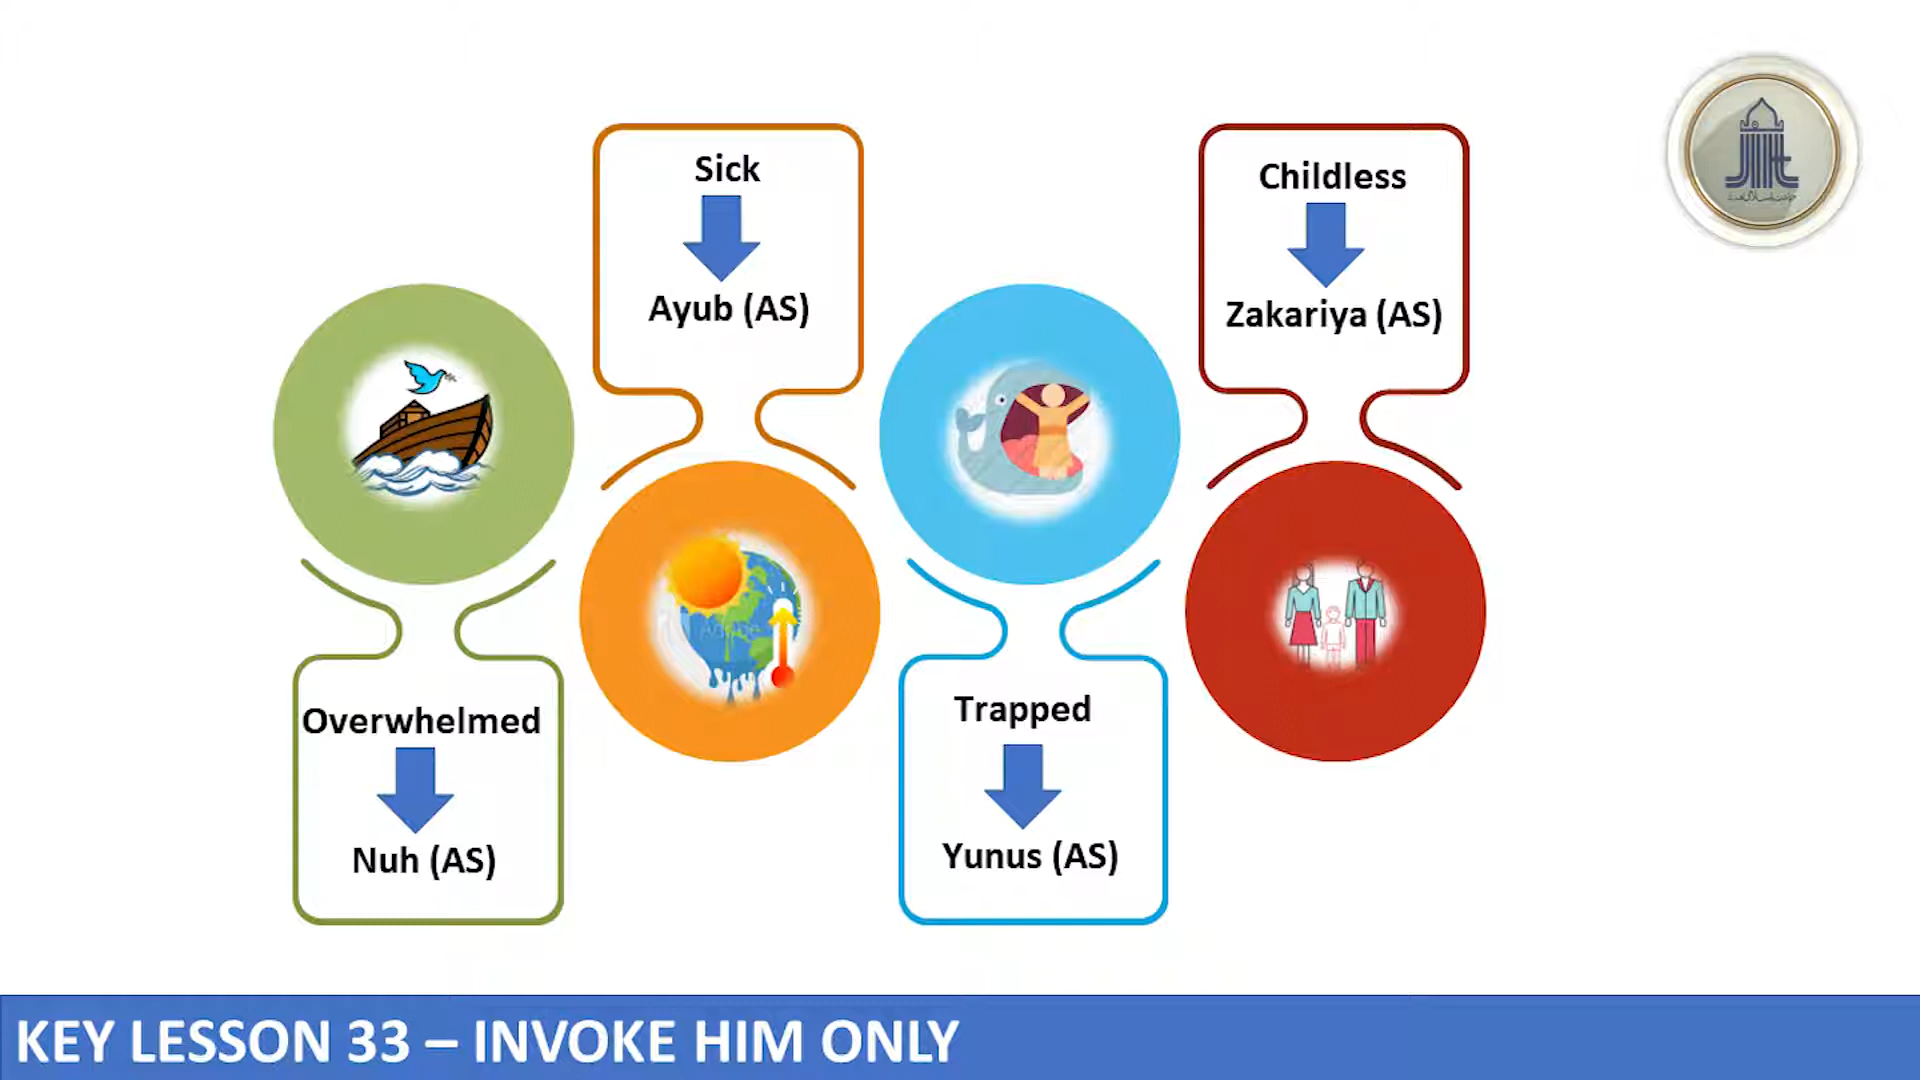 Sick
Ayub (AS)
Childless
Zakariya (AS)
Overwhelmed
Nuh (AS)
Trapped
Yunus (AS)
KEY LESSON 33 – INVOKE HIM ONLY